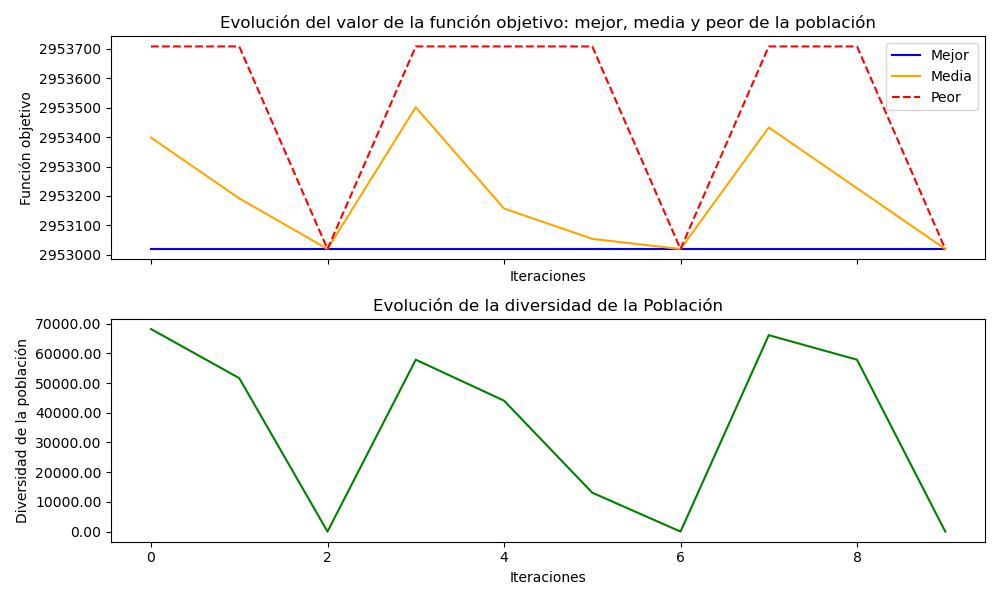 Evolución del valor de la función objetivo: mejor, media y peor de la población
2953700
2953600
2953500
2953400
2953300
2953200
2953100
2953000
Función objetivo
Mejor
Media
Peor
Iteraciones
Evolución de la diversidad de la Población
70000.00
60000.00
50000.00
40000.00
30000.00
20000.00
10000.00
0.00
Diversidad de la población
0 2 4 6 8
Iteraciones